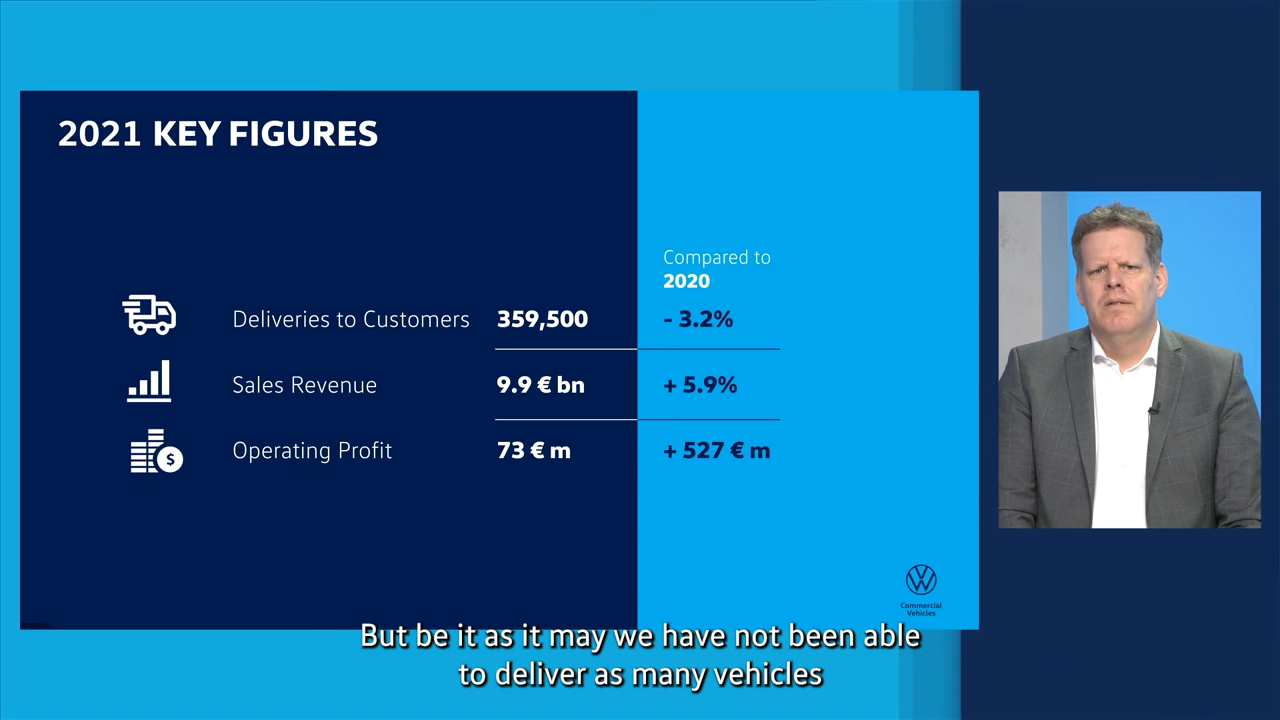 2021 KEY FIGURES
Compared to
2020
Deliveries to Customers 359,500 - 3.2%
Sales Revenue 9.9 € bn + 5.9%
Operating Profit 73 € m + 527 € m
$
Commercial
Vehicles
But be it as it may we have not been able
to deliver as many vehicles